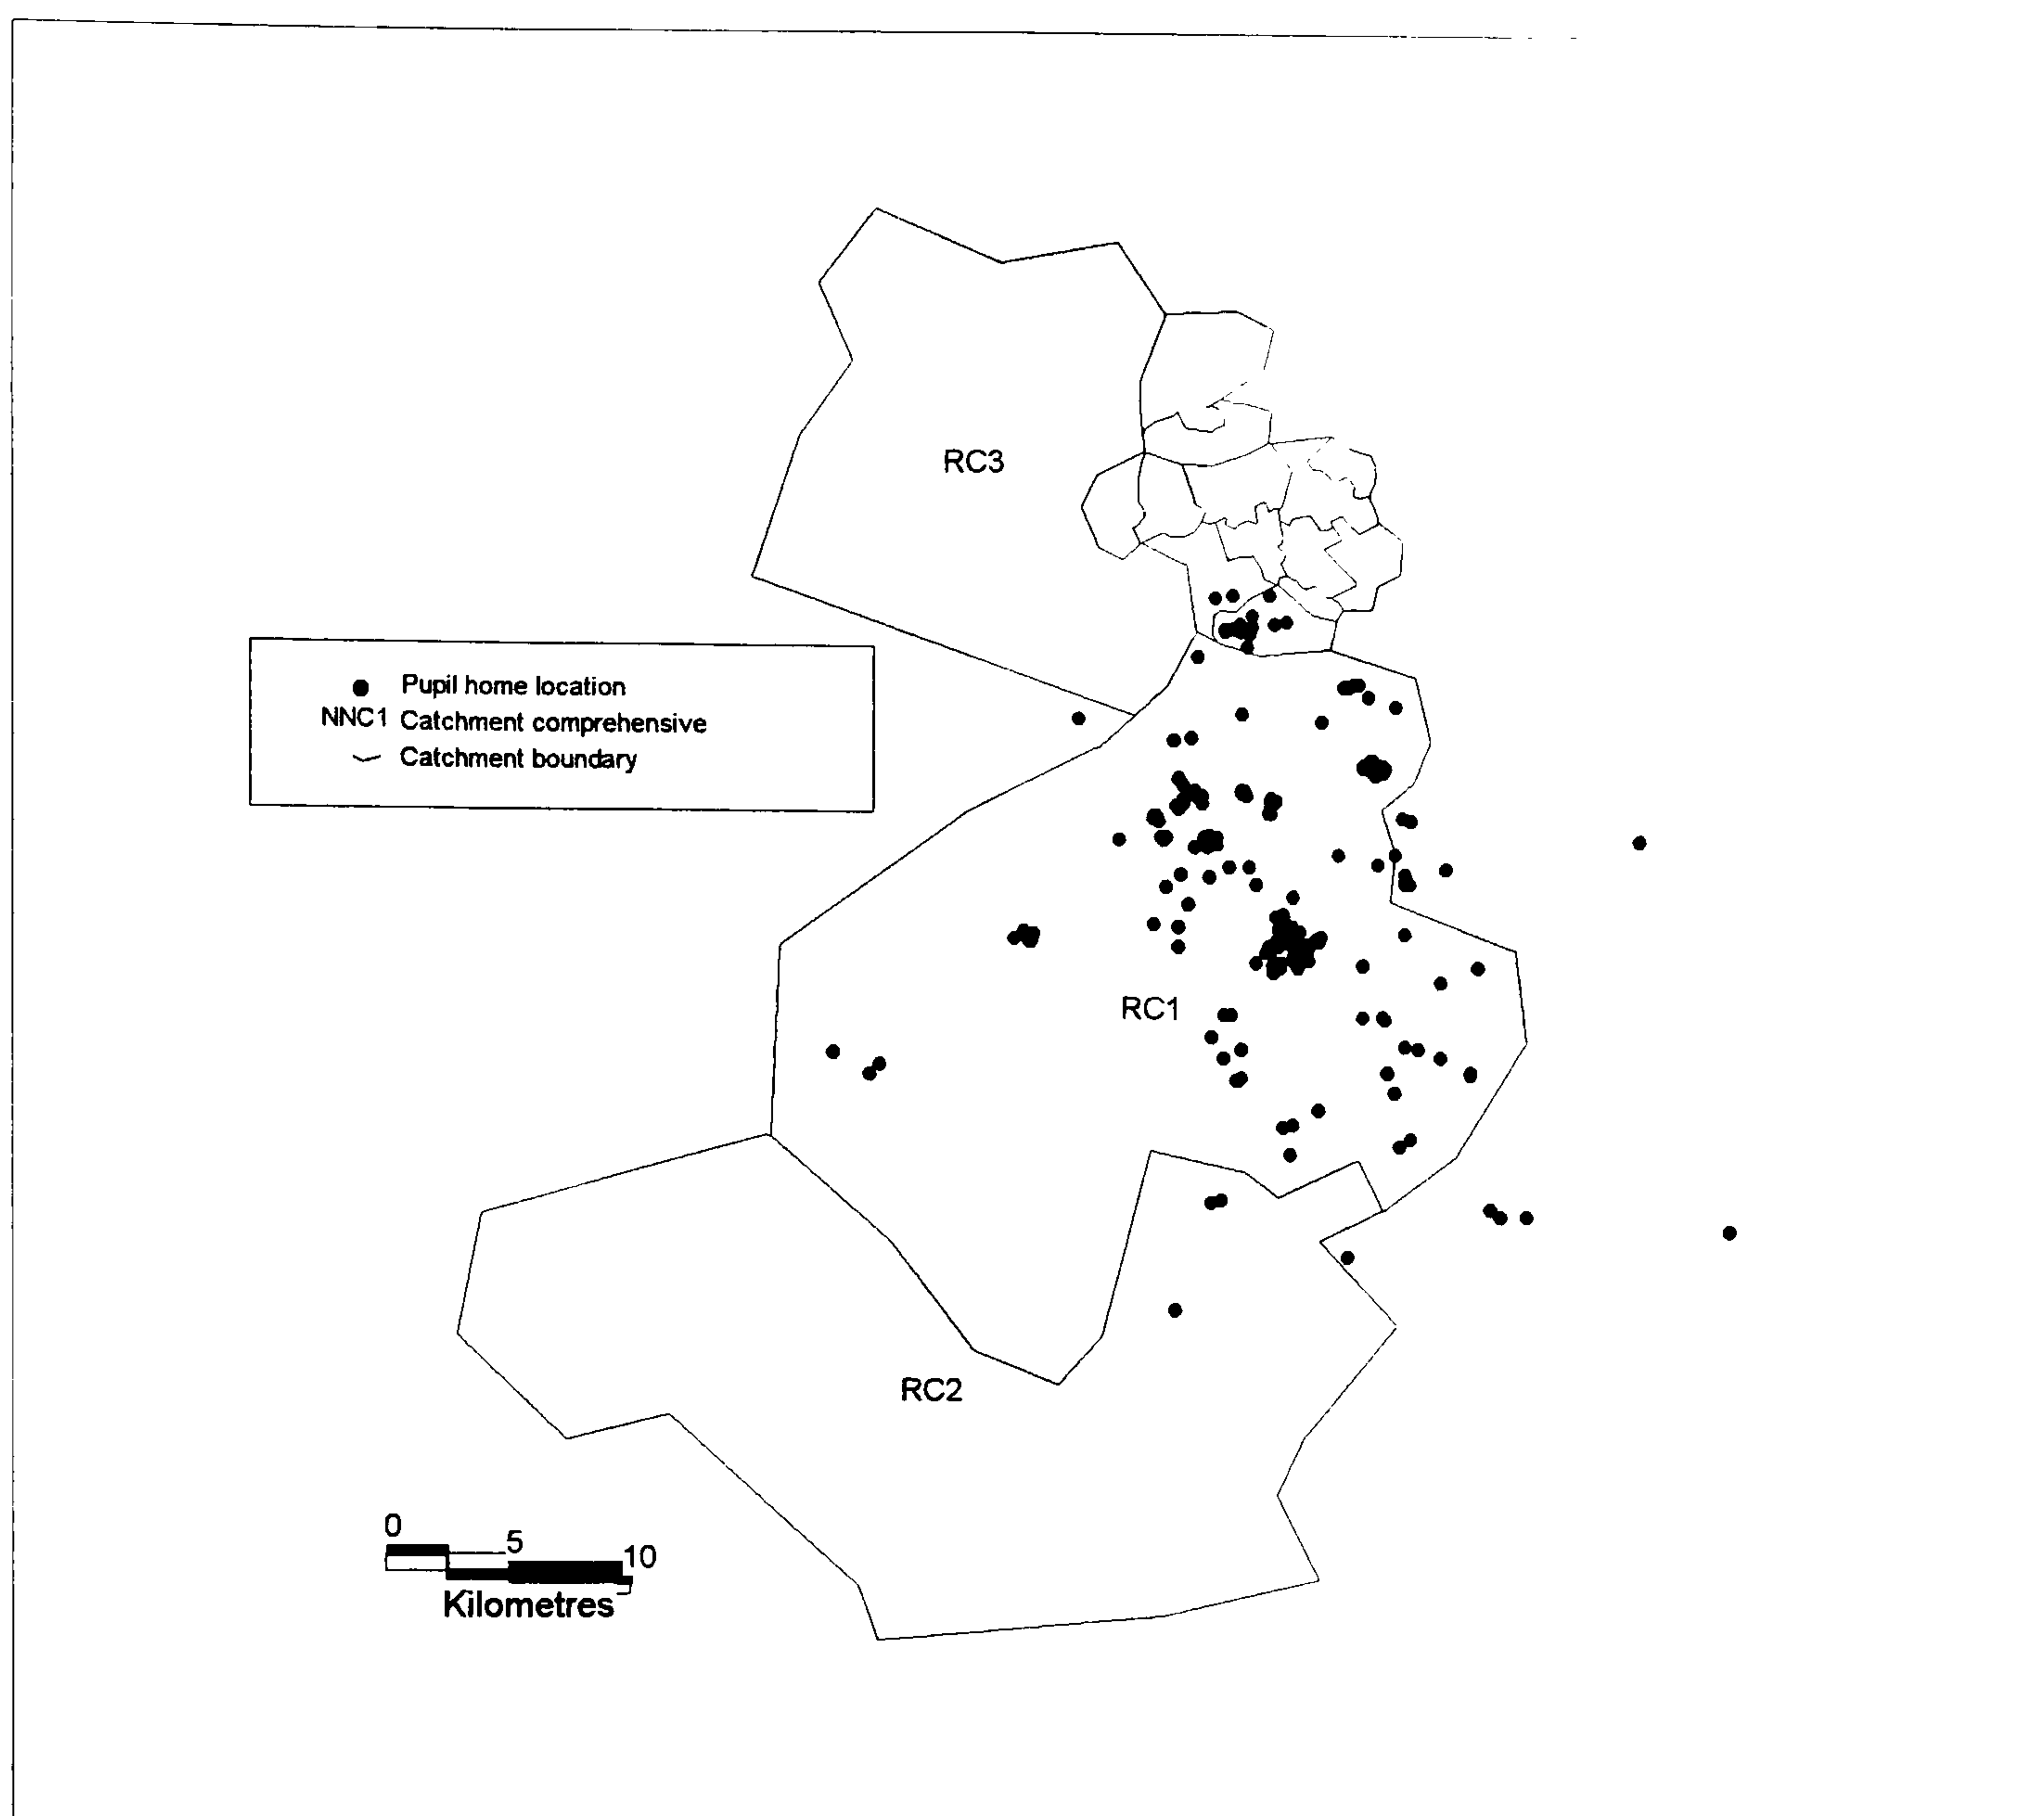 RC3
Pupil home location
NNC1 Catchment comprehensive
Catchment boundary
RC1
RC2
0 5 10
Kilometres